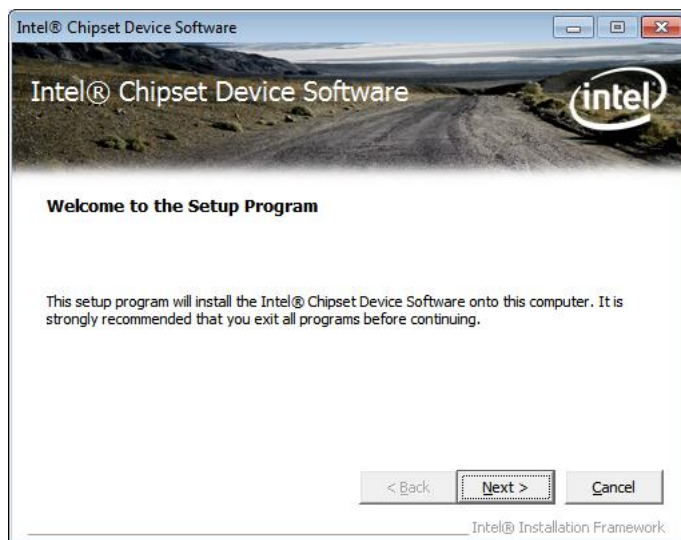 Intel® Chipset Device Software
Intel® Chipset Device Software
intel
Welcome to the Setup Program
This setup program will install the Intel® Chipset Device Software onto this computer. It is
strongly recommended that you exit all programs before continuing.
< Back Next > Cancel
Intel® Installation Framework